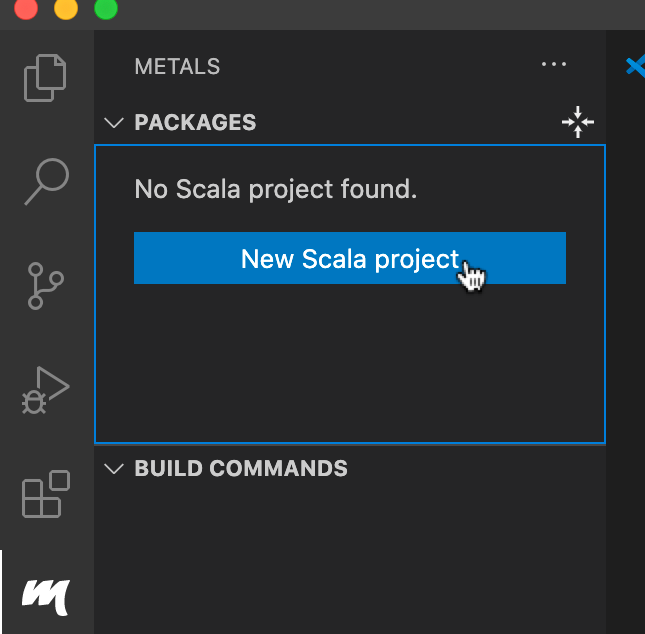 METALS
PACKAGES
No Scala project found.
New Scala project
BUILD COMMANDS